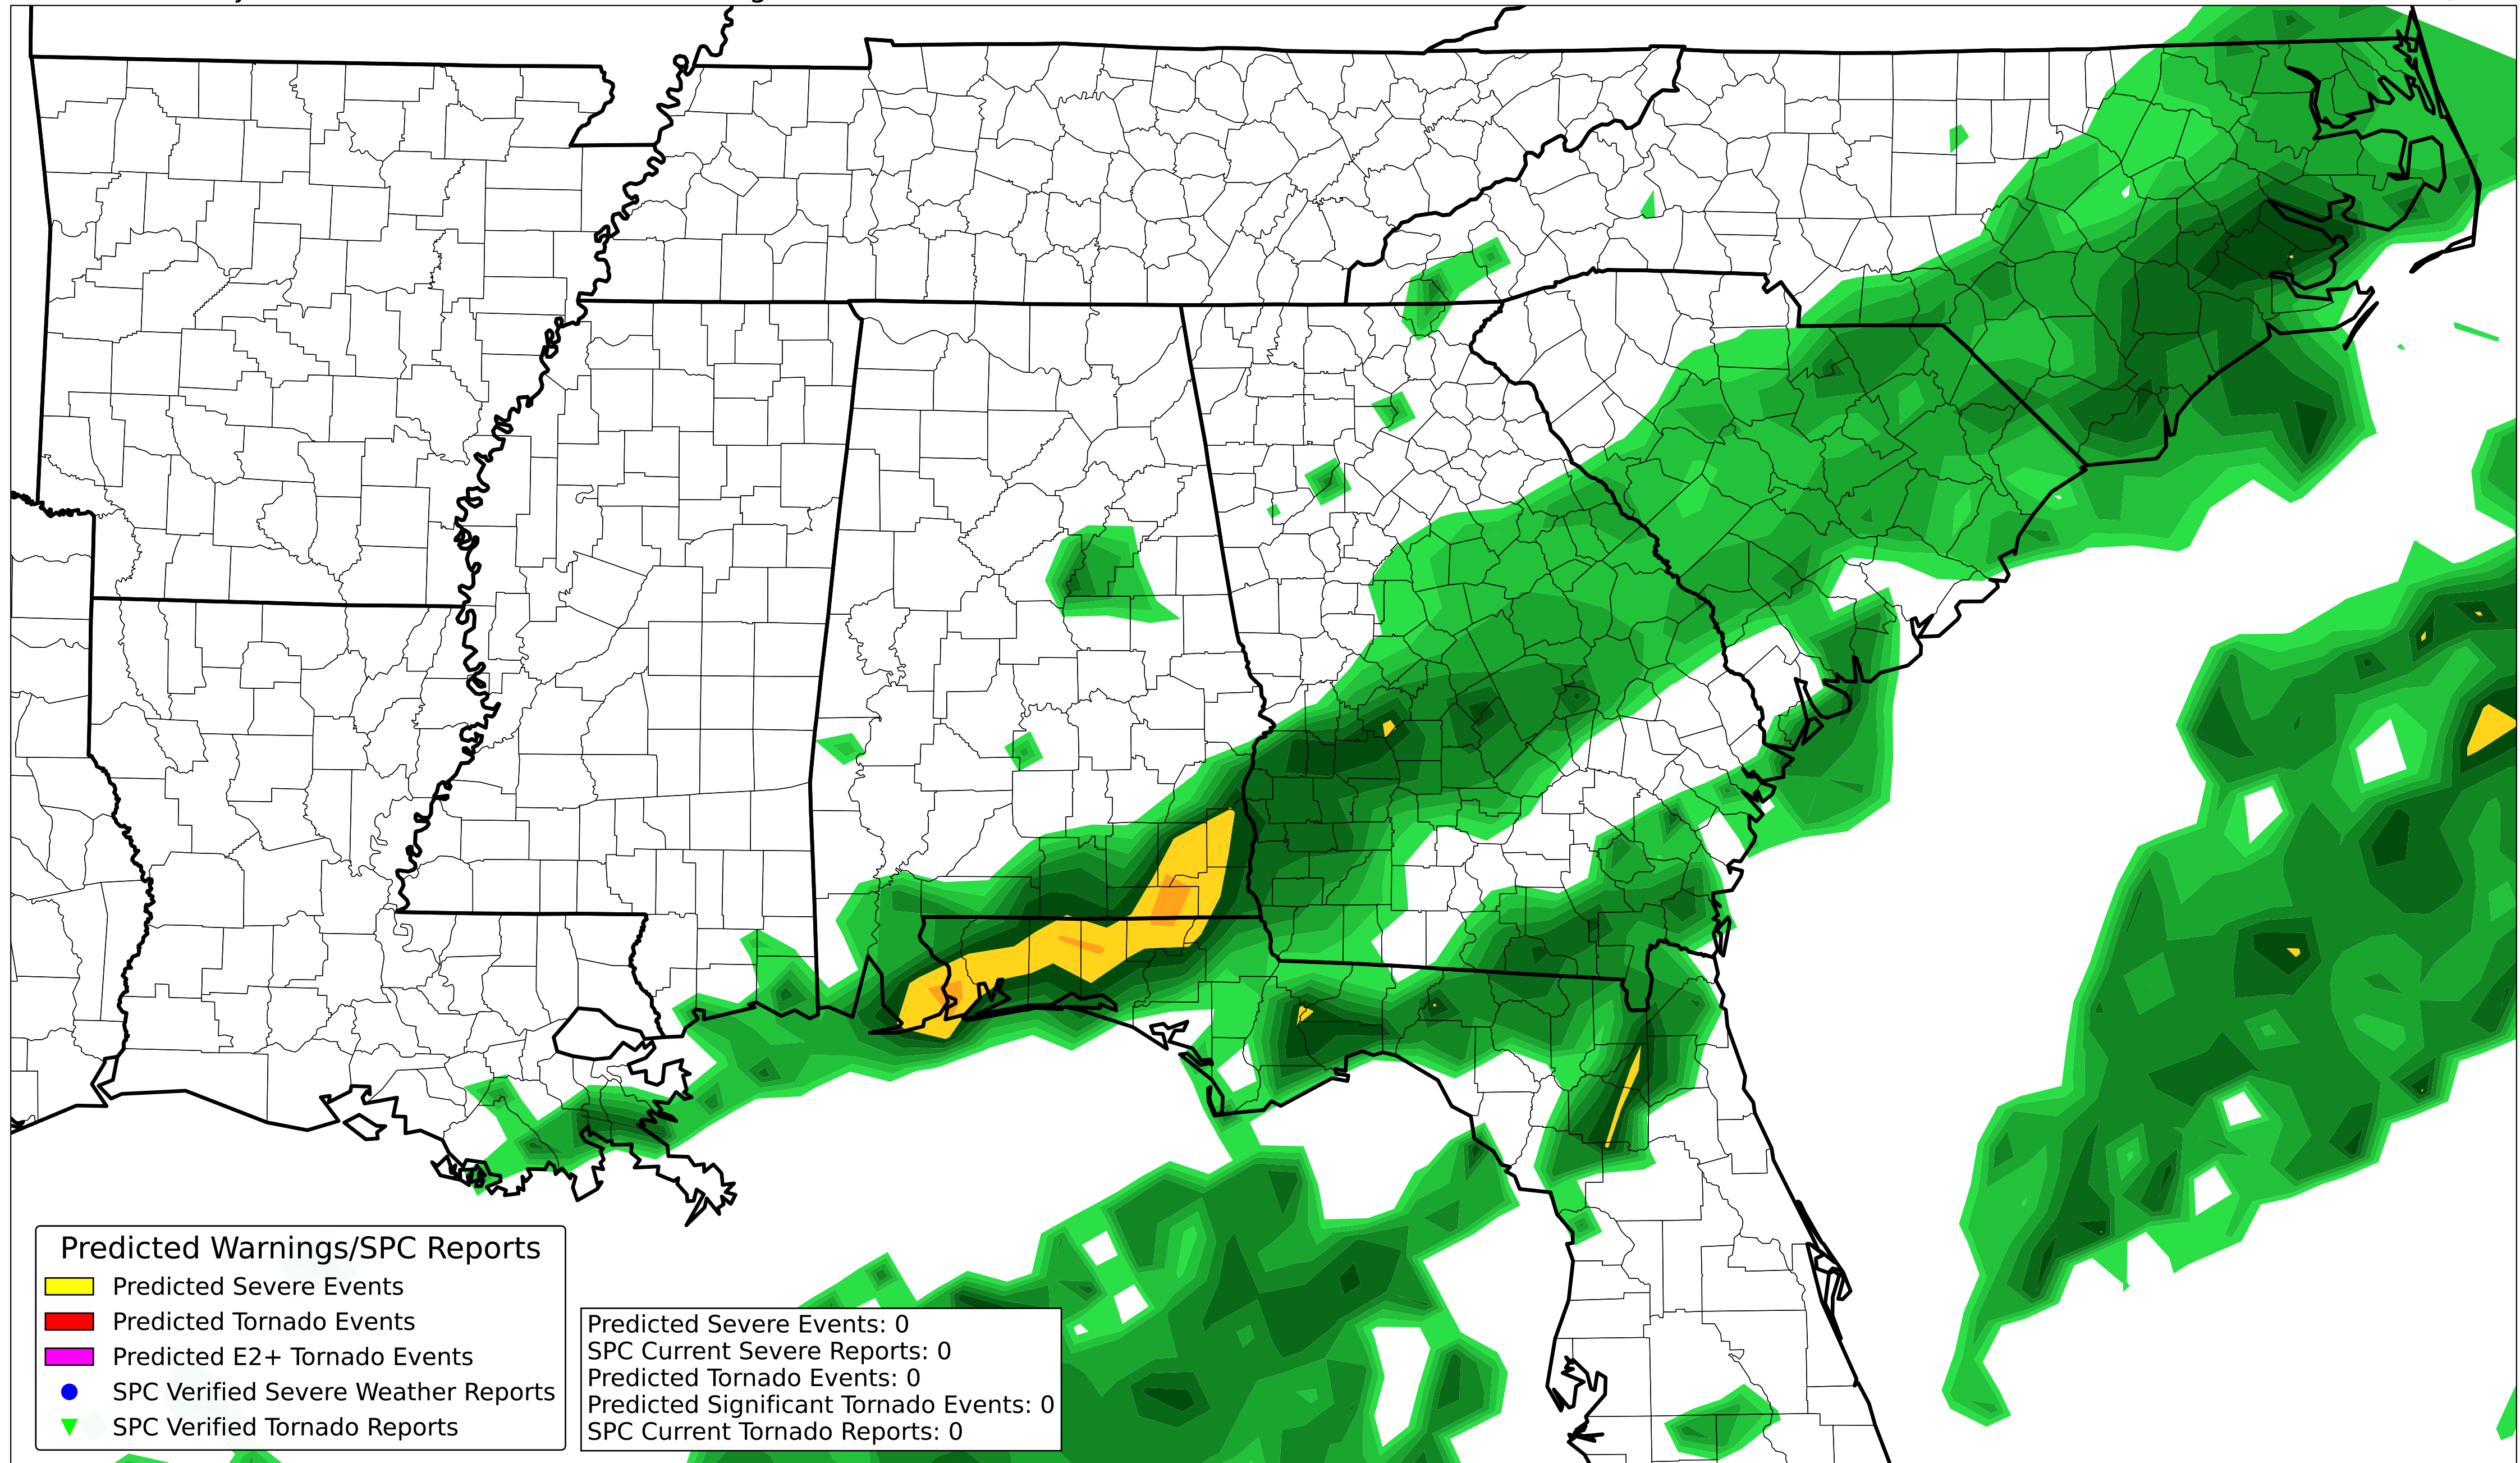 Predicted Warnings/SPC Reports
Predicted Severe Events
Predicted Tornado Events
Predicted E2+ Tornado Events
SPC Verified Severe Weather Reports
SPC Verified Tornado Reports
Predicted Severe Events: 0
SPC Current Severe Reports: 0
Predicted Tornado Events: 0
Predicted Significant Tornado Events: 0
SPC Current Tornado Reports: 0